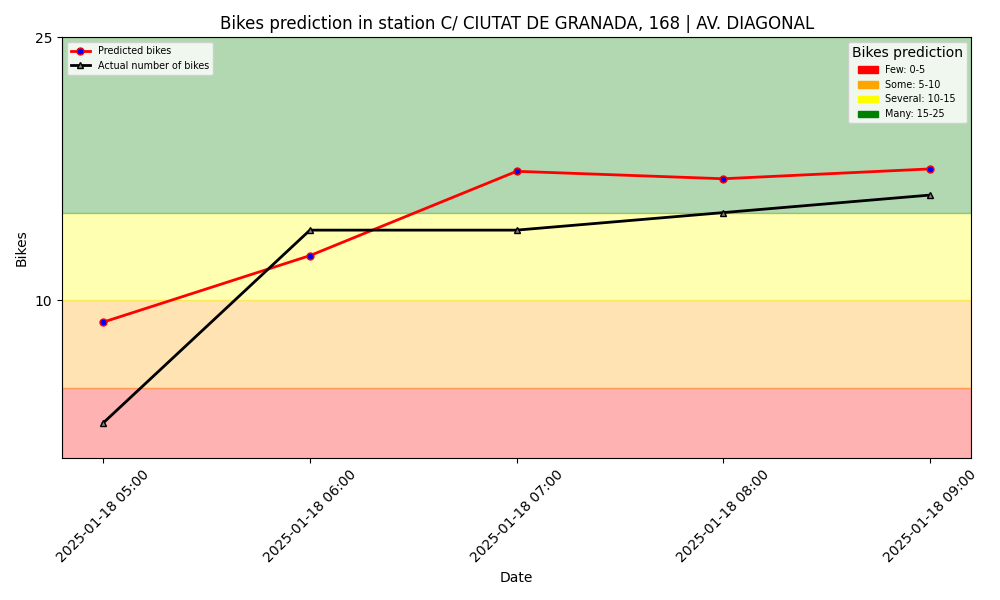 Bikes prediction in station C/ CIUTAT DE GRANADA, 168 | AV. DIAGONAL
25
Predicted bikes
Actual number of bikes
Bikes prediction
Few: 0-5
Some: 5-10
Several: 10-15
Many: 15-25
Bikes
10
2025-01-18 05:00
2025-01-18 06:00
2025-01-18 07:00
2025-01-18 08:00
2025-01-18 09:00
Date